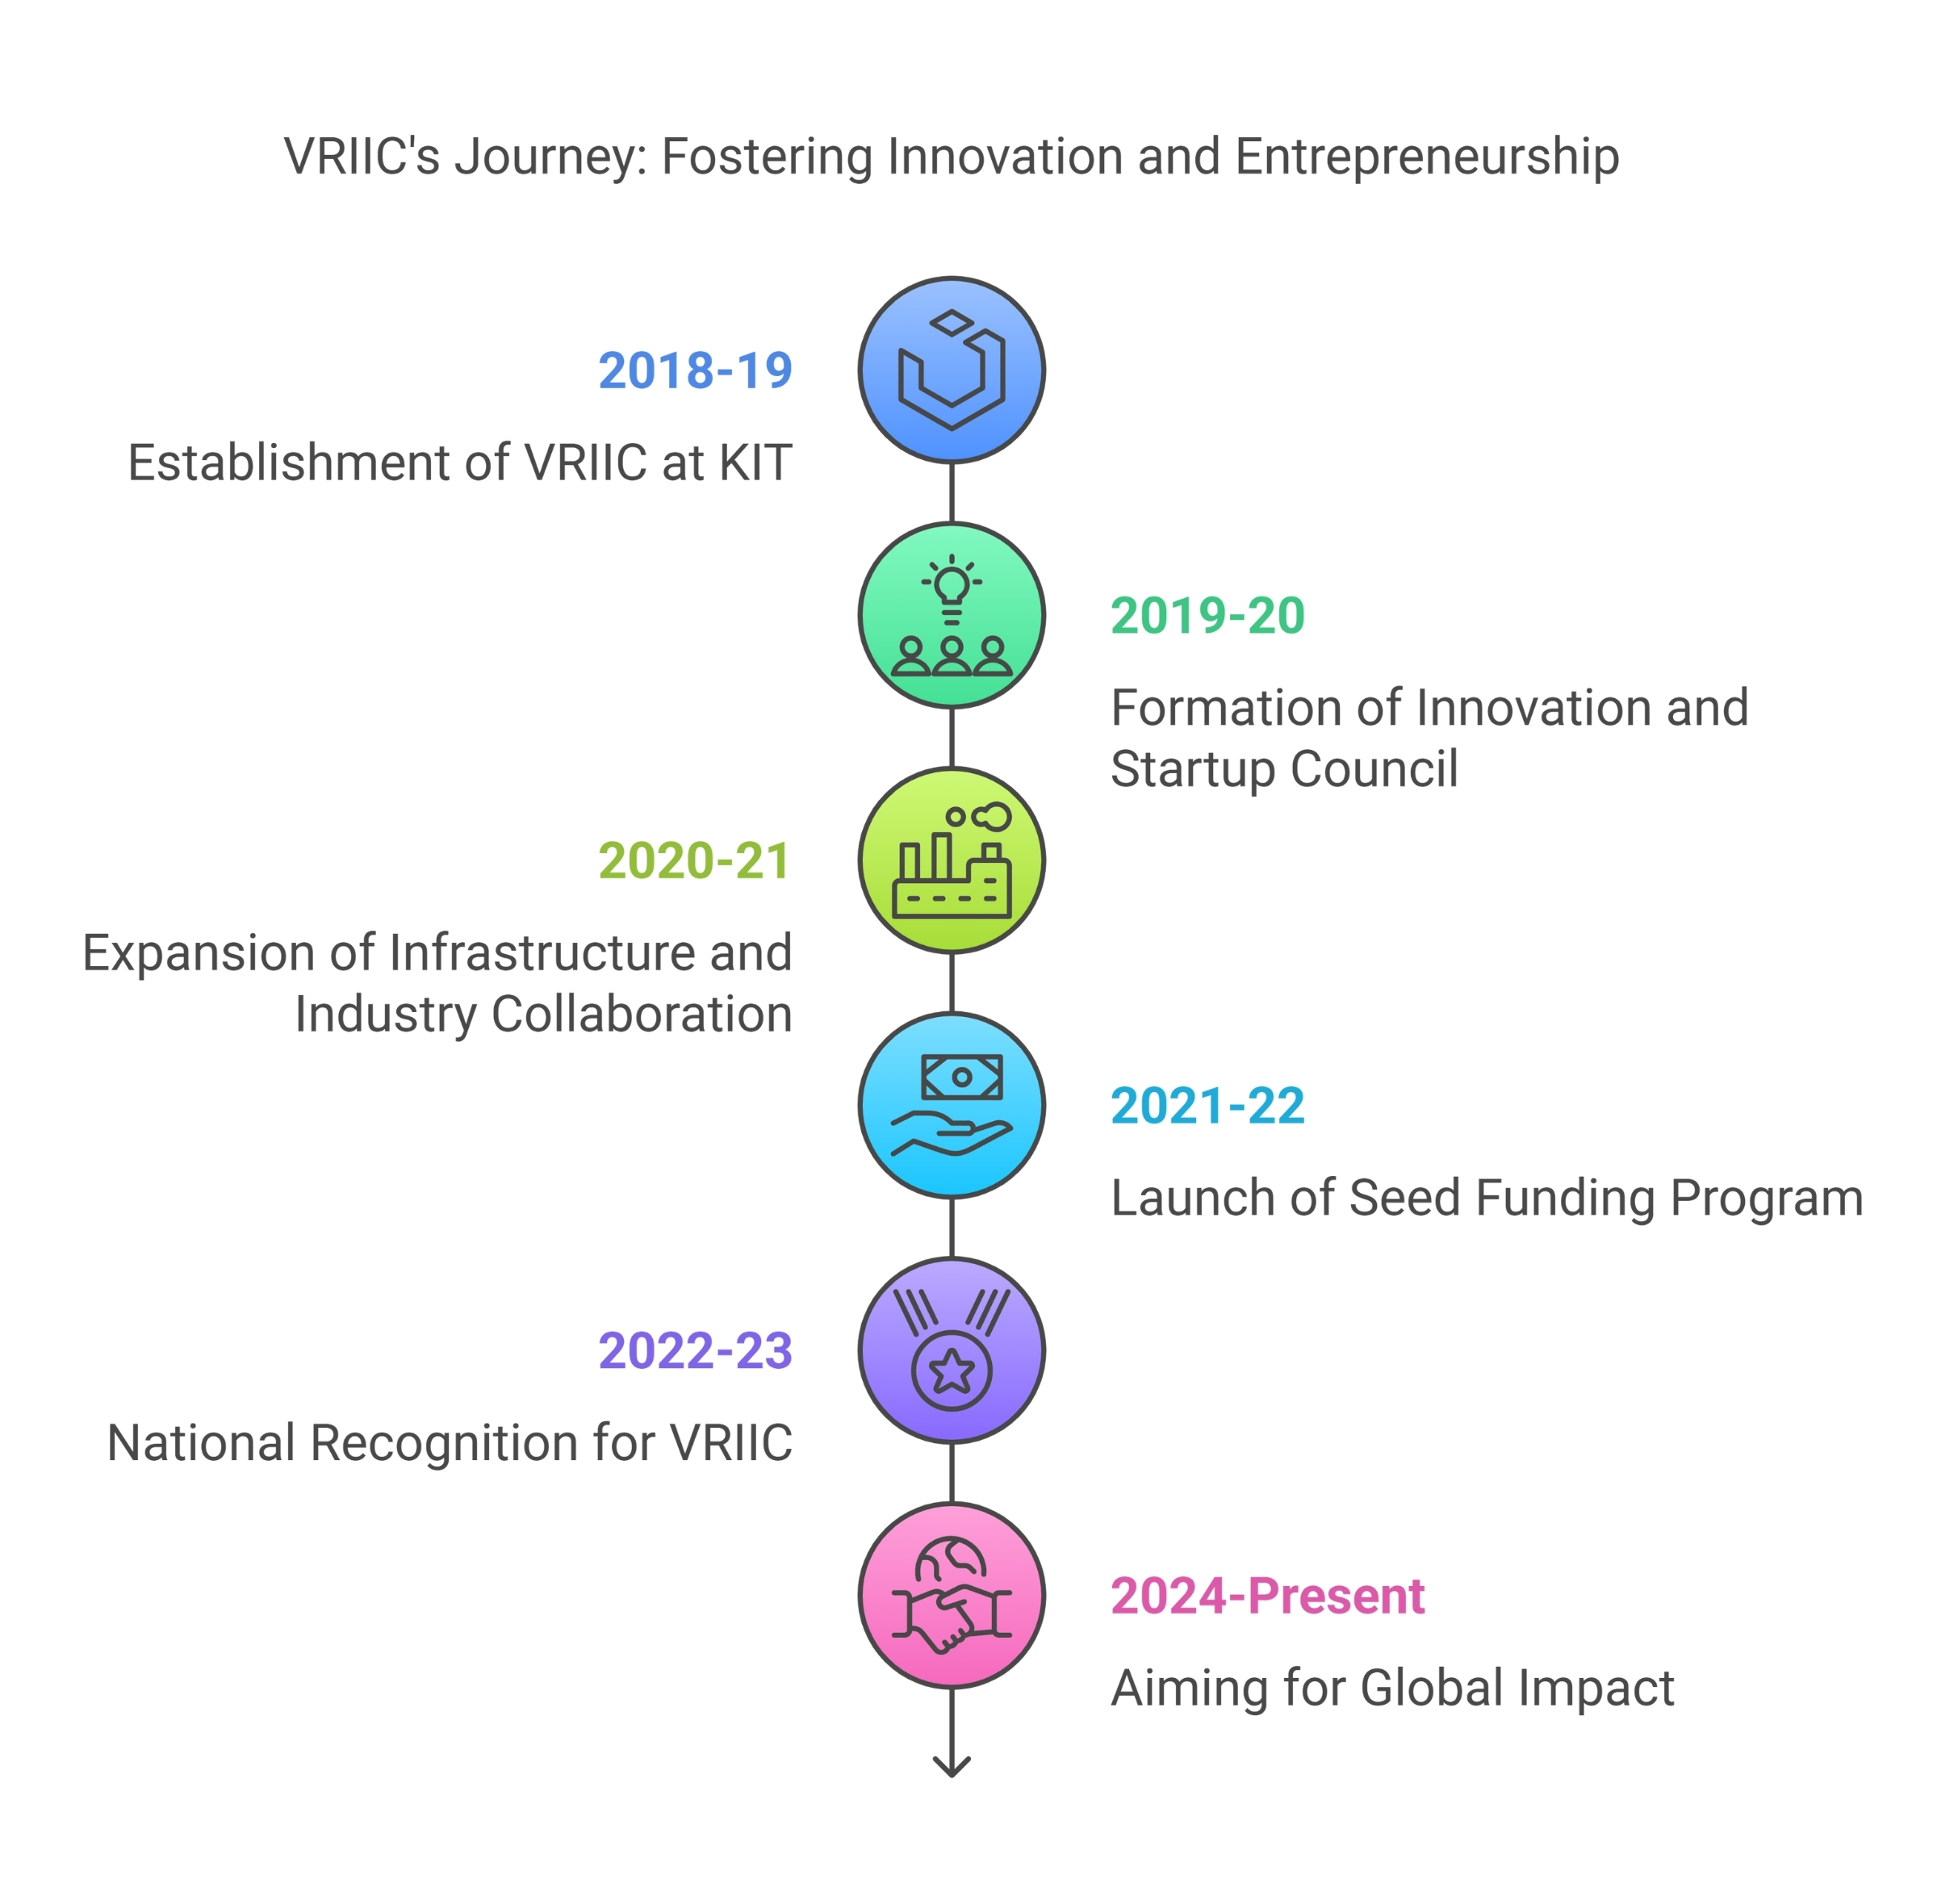 VRIIC's Journey: Fostering Innovation and Entrepreneurship
2018-19
Establishment of VRIIC at KIT
2019-20
Formation of Innovation and
Startup Council
2020-21
Expansion of Infrastructure and
Industry Collaboration
2021-22
Launch of Seed Funding Program
2022-23
National Recognition for VRIIC
2024-Present
Aiming for Global Impact